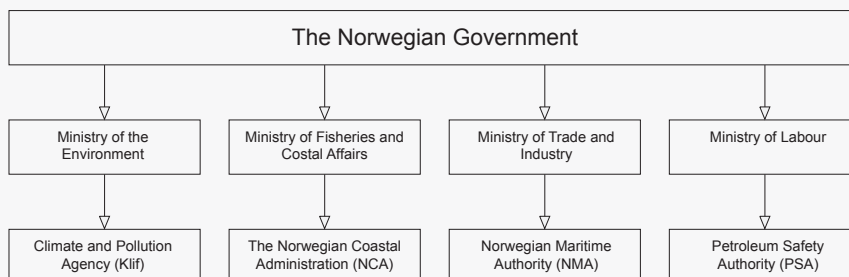 The Norwegian Government
Ministry of the
Environment
Ministry of Fisheries and
Costal Affairs
Ministry of Trade and
Industry
Ministry of Labour
Climate and Pollution
Agency (Klif)
The Norwegian Coastal
Administration (NCA)
Norwegian Maritime
Authority (NMA)
Petroleum Safety
Authority (PSA)